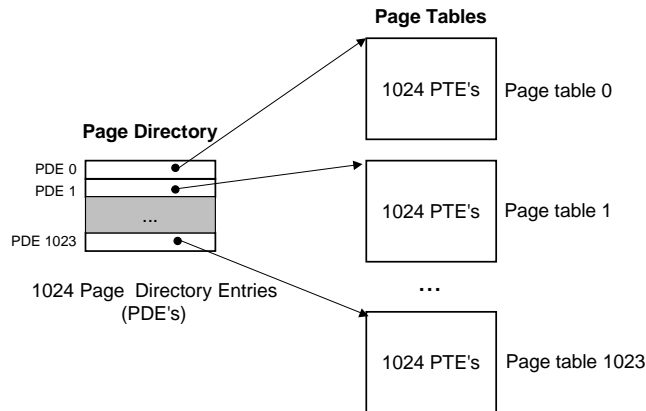 Page Tables
1024 PTE's
Page table 0
Page Directory
PDE 0
PDE 1
...
PDE 1023
1024 Page Directory Entries
(PDE's)
1024 PTE's
Page table 1
...
1024 PTE's
Page table 1023